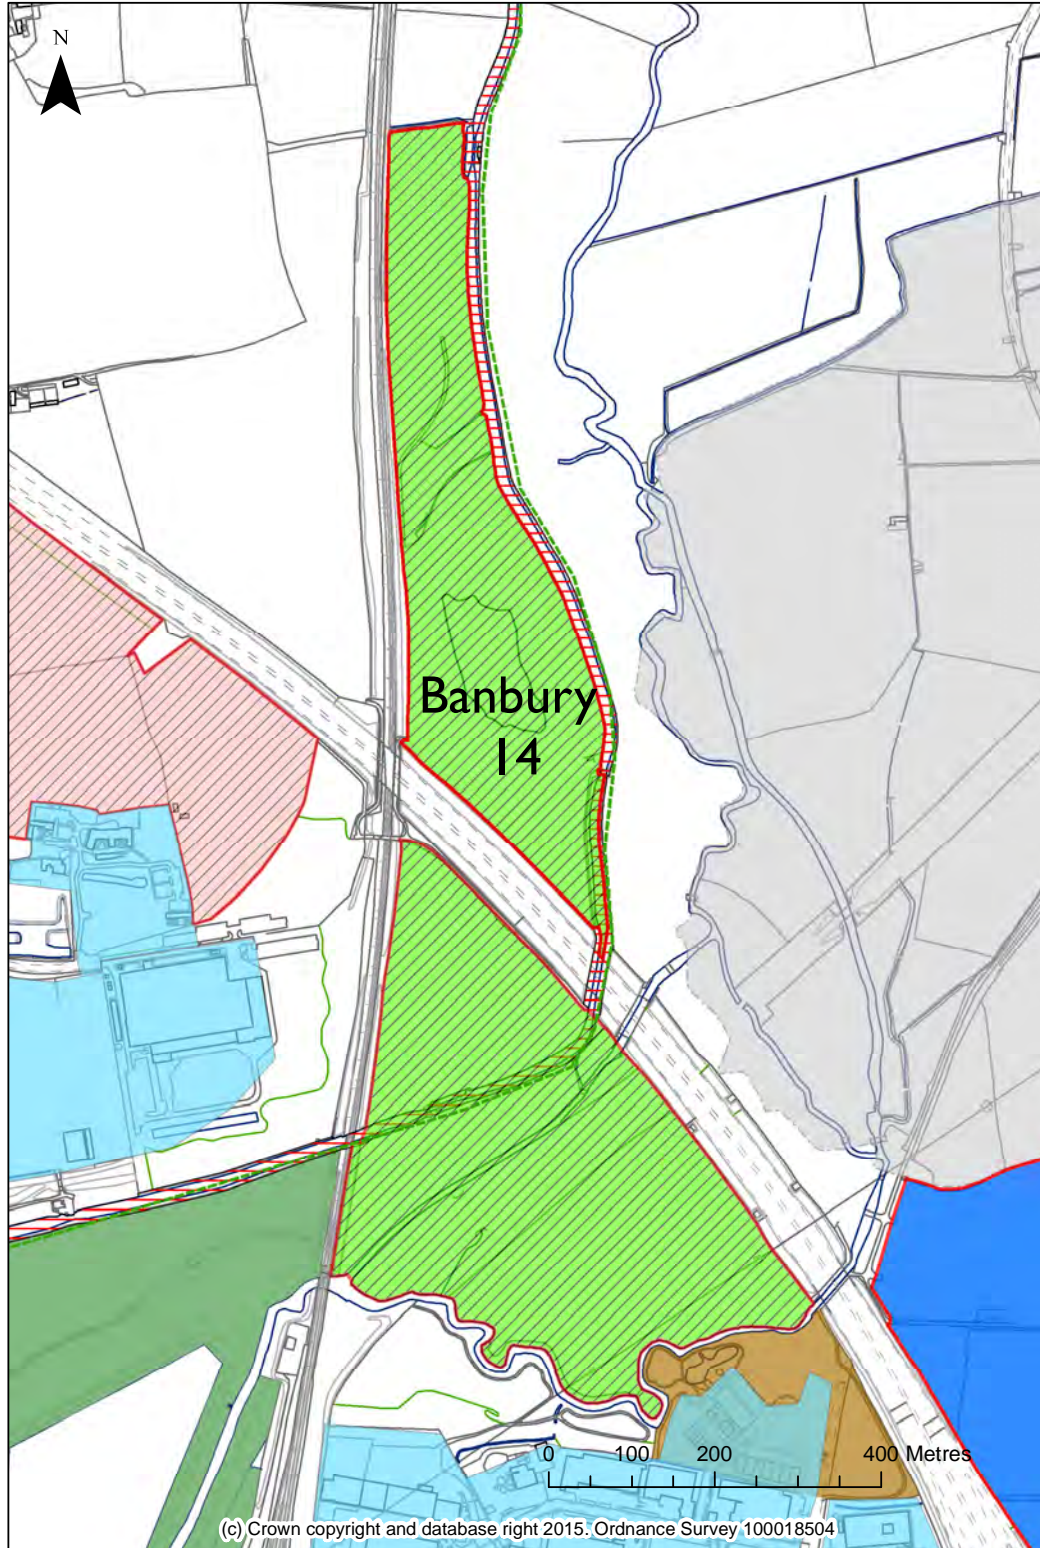 N
Banbury
14
0 100 200 400 Metres
(c) Crown copyright and database right 2015. Ordnance Survey 100018504